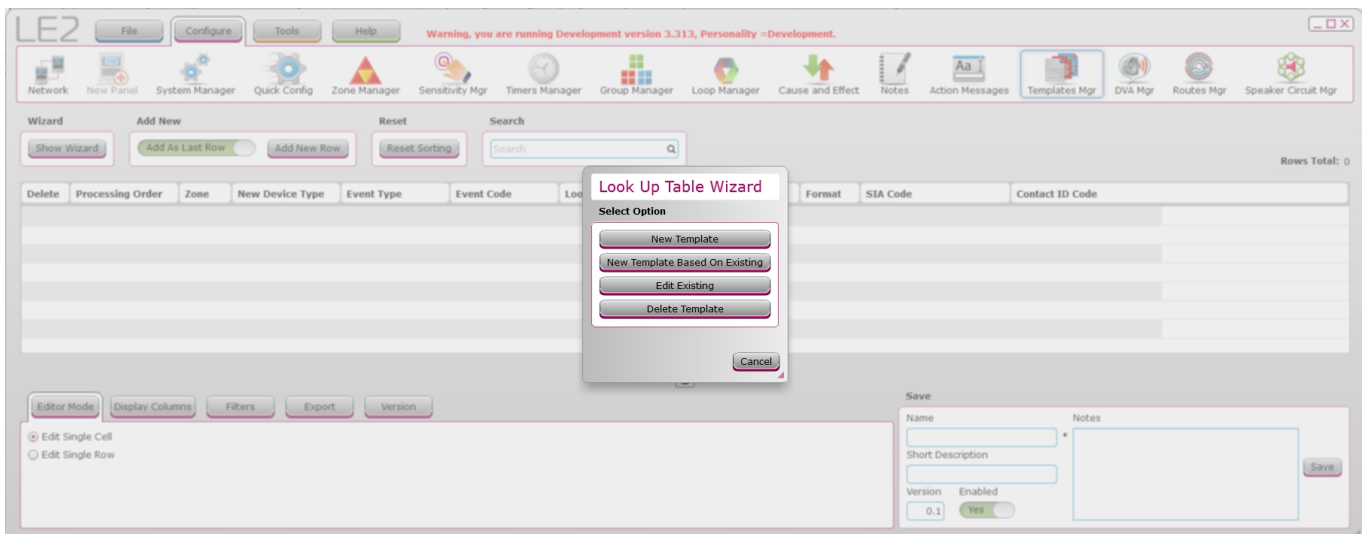 LE2 File Configure Tools Help Warning, you are running Development version 3.313, Personality =Development.
Network New Panel System Manager Quick Config Zone Manager Sensitivity Mgr Timers Manager Group Manager Loop Manager Cause and Effect Notes Action Messages Templates Mgr DVA Mgr Routes Mgr Speaker Circuit Mgr
Wizard Add New Reset Search
Show Wizard Add As Last Row Add New Row Reset Sorting Search
Rows Total: 0
Delete Processing Order Zone New Device Type Event Type Event Code Loo Format SIA Code Contact ID Code
Look Up Table Wizard
Select Option
New Template
New Template Based On Existing
Edit Existing
Delete Template
Cancel
Editor Mode Display Columns Filters Export Version
Edit Single Cell
Edit Single Row
Save
Name Notes
*
Short Description
Save
Version Enabled
0.1 Yes